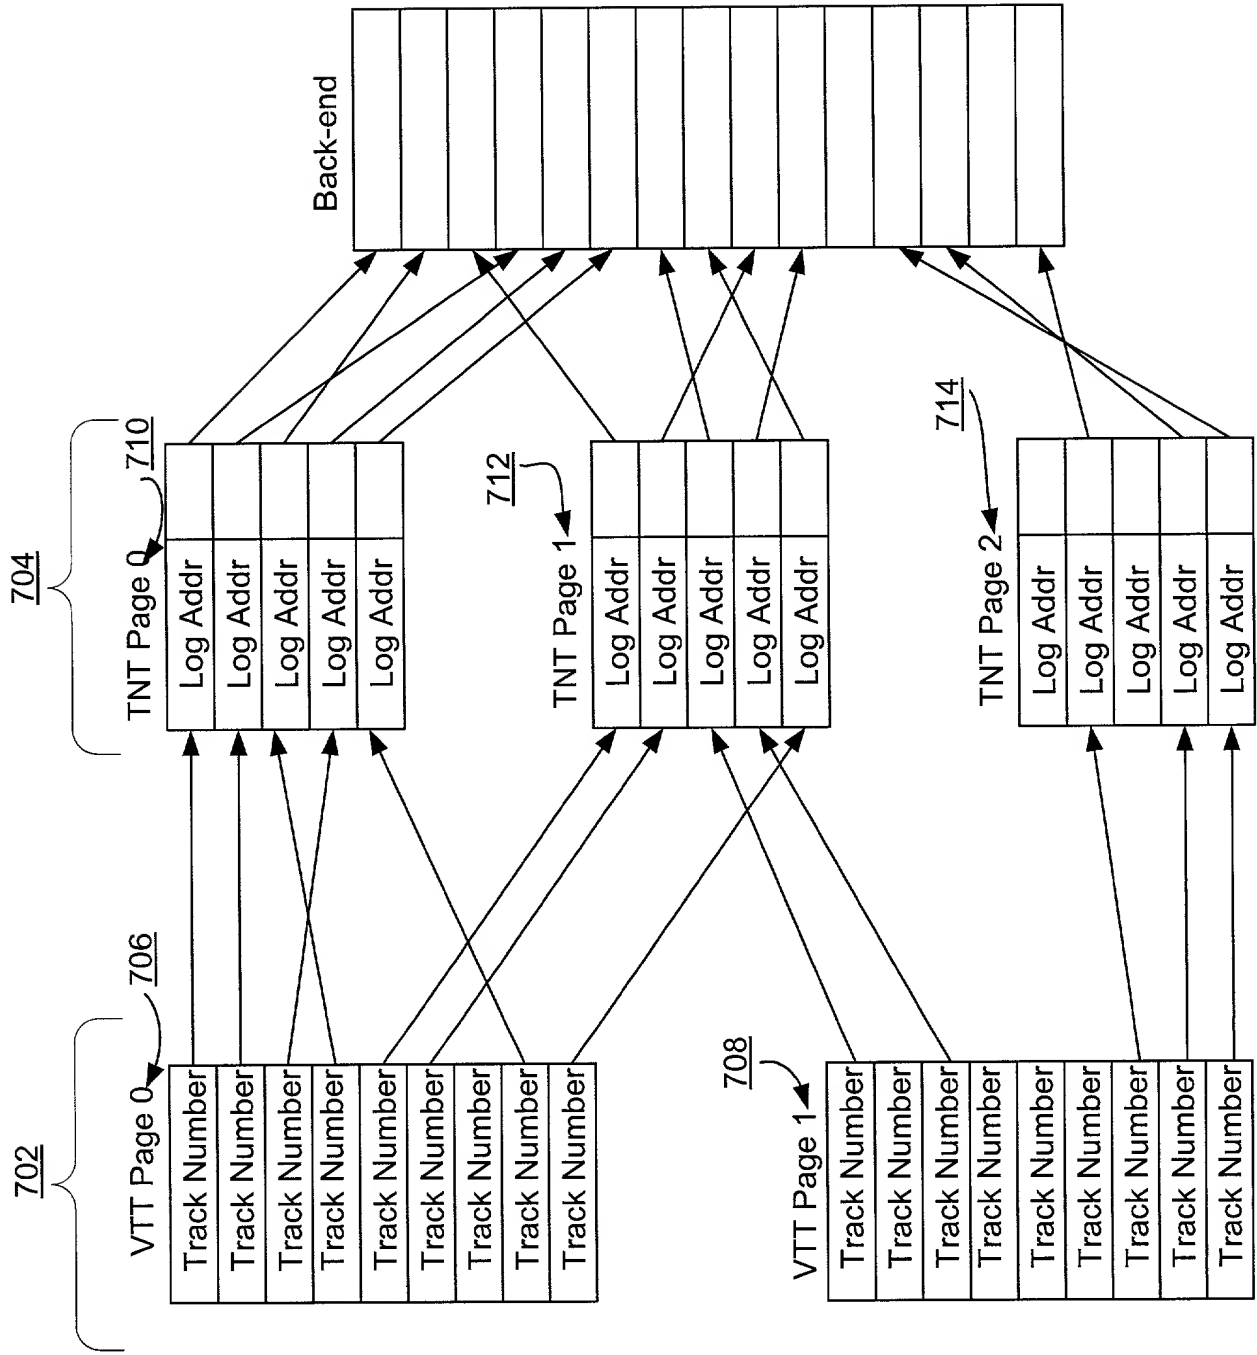 702
VTT Page 0
706
Track Number
Track Number
Track Number
Track Number
Track Number
Track Number
Track Number
Track Number
Track Number
708
VTT Page 1
Track Number
Track Number
Track Number
Track Number
Track Number
Track Number
Track Number
Track Number
Track Number
704
TNT Page 0
710
Log Addr
Log Addr
Log Addr
Log Addr
Log Addr
712
TNT Page 1
Log Addr
Log Addr
Log Addr
Log Addr
Log Addr
714
TNT Page 2
Log Addr
Log Addr
Log Addr
Log Addr
Log Addr
Back-end